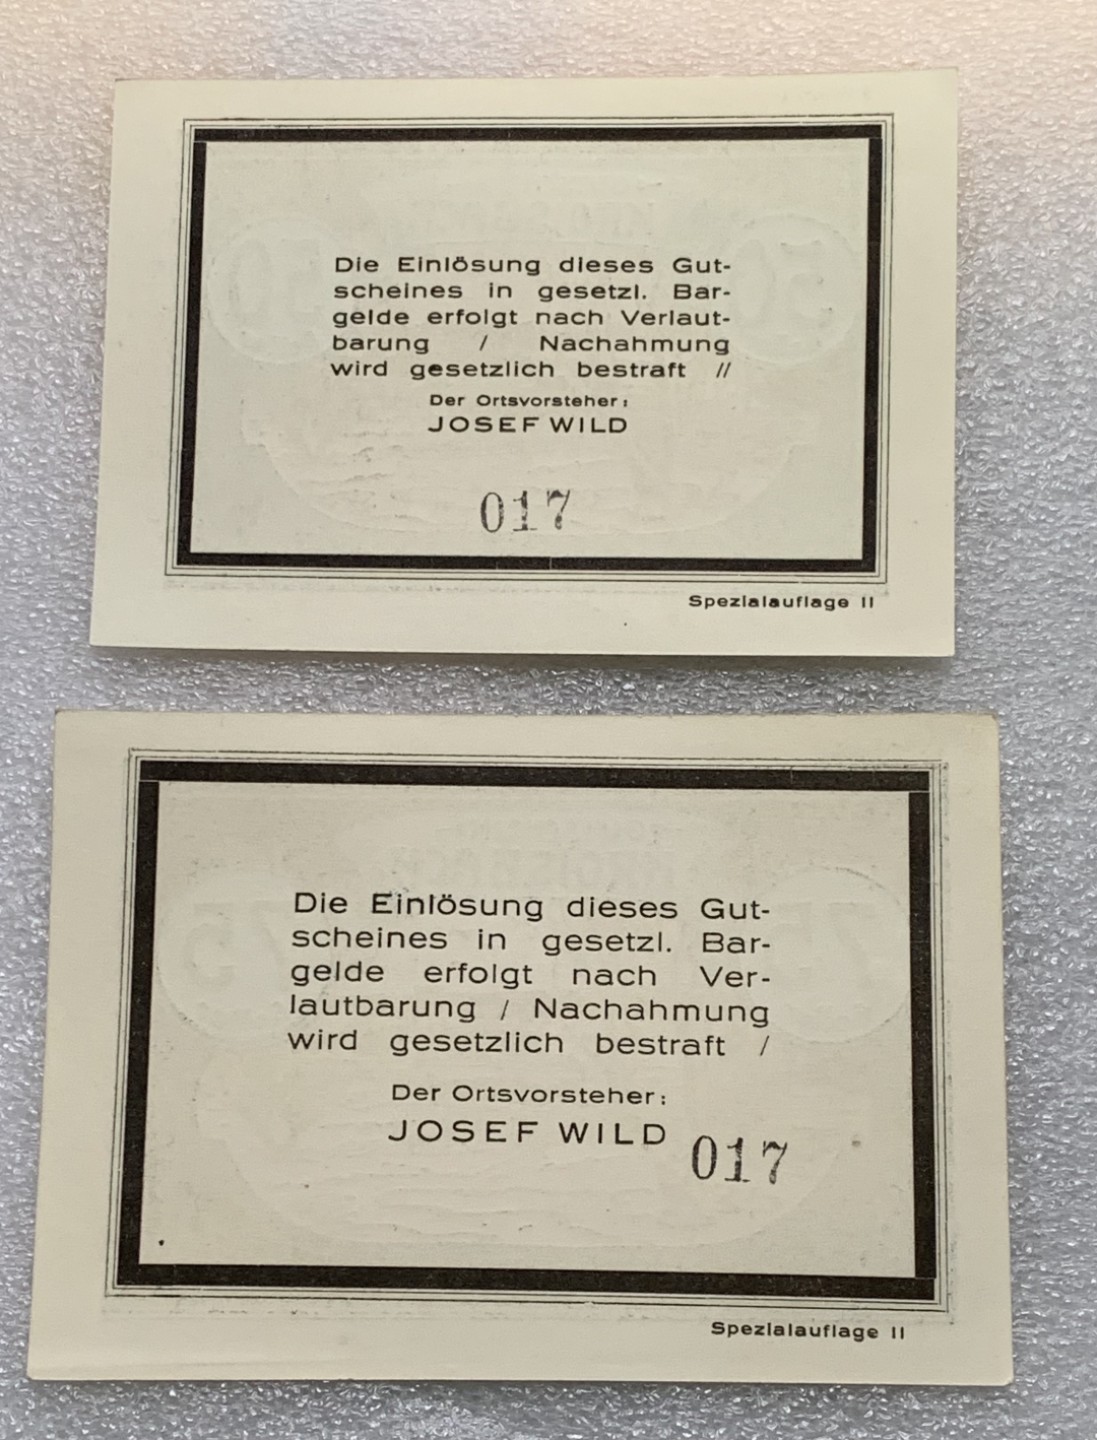 Die Einlösung dieses Gut-
scheines in gesetzl. Bar-
gelde erfolgt nach Verlaut-
barung / Nachahmung
wird gesetzlich bestraft //
Der Ortsvorsteher:
JOSEF WILD
017
Spezialauflage II
Die Einlösung dieses Gut-
scheines in gesetzl. Bar-
gelde erfolgt nach Ver-
lautbarung / Nachahmung
wird gesetzlich bestraft /
Der Ortsvorsteher:
JOSEF WILD
017
Spezialauflage II